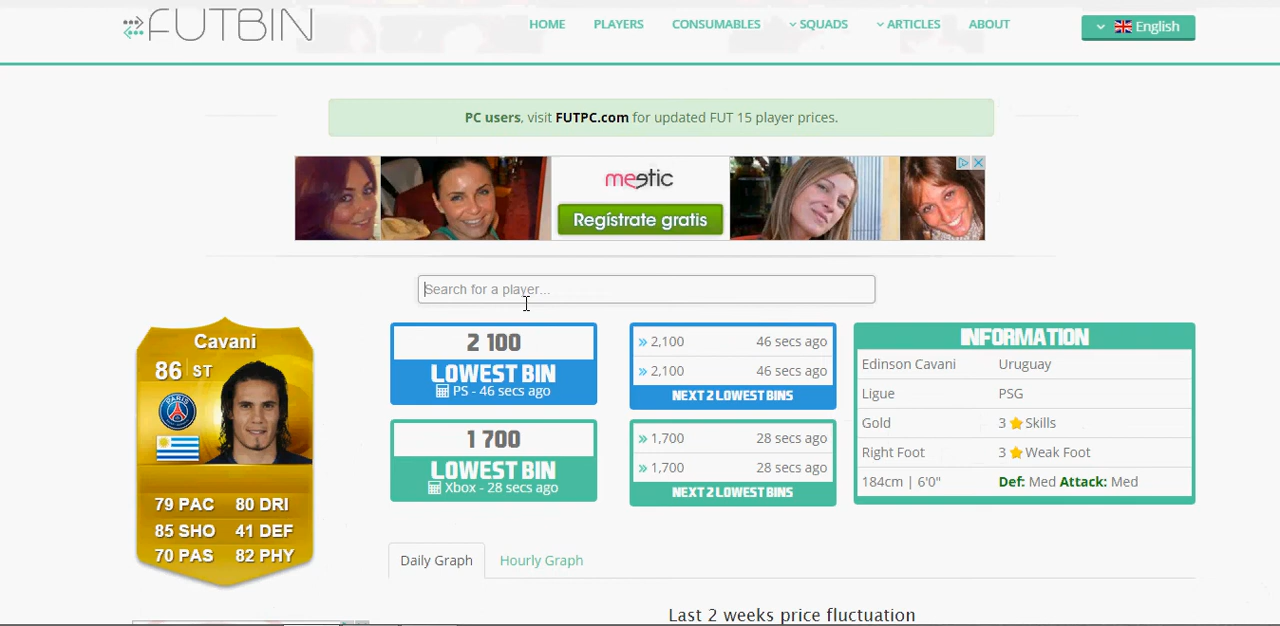 FUTBIN
HOME PLAYERS CONSUMABLES SQUADS ARTICLES ABOUT English
PC users, visit FUTPC.com for updated FUT 15 player prices.
meetic
Regístrate gratis
Search for a player...
Cavani
86 ST
PARIS
79 PAC 80 DRI
85 SHO 41 DEF
70 PAS 82 PHY
2 100
LOWEST BIN
PS - 46 secs ago
1 700
LOWEST BIN
Xbox - 28 secs ago
» 2,100 46 secs ago
» 2,100 46 secs ago
NEXT 2 LOWEST BINS
» 1,700 28 secs ago
» 1,700 28 secs ago
NEXT 2 LOWEST BINS
INFORMATION
Edinson Cavani Uruguay
Ligue PSG
Gold 3 Skills
Right Foot 3 Weak Foot
184cm | 6'0" Def: Med Attack: Med
Daily Graph Hourly Graph
Last 2 weeks price fluctuation